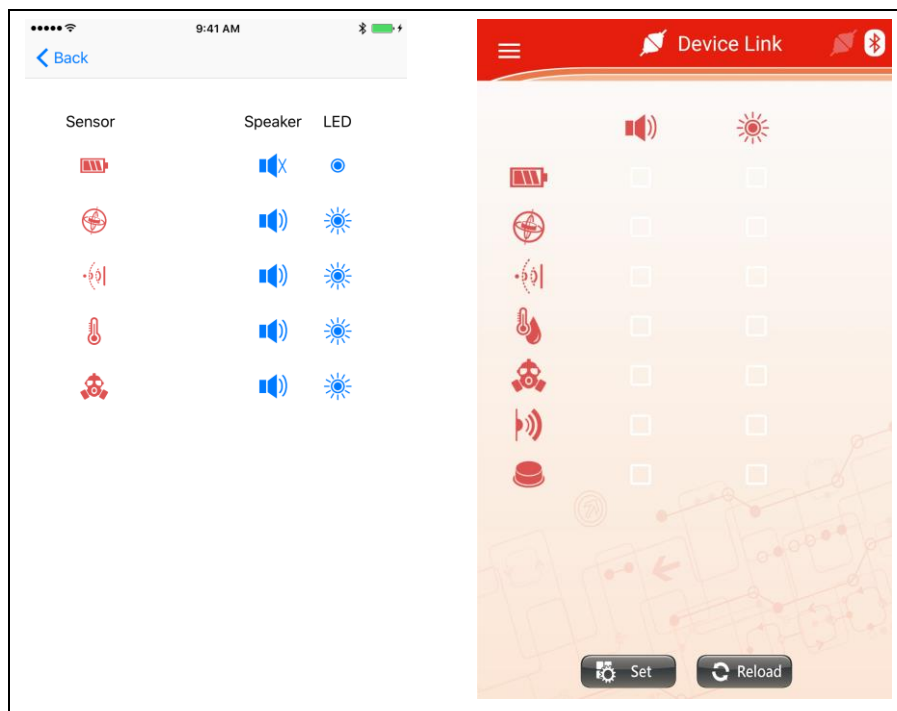 9:41 AM
Back
Sensor Speaker LED
Device Link
Set Reload